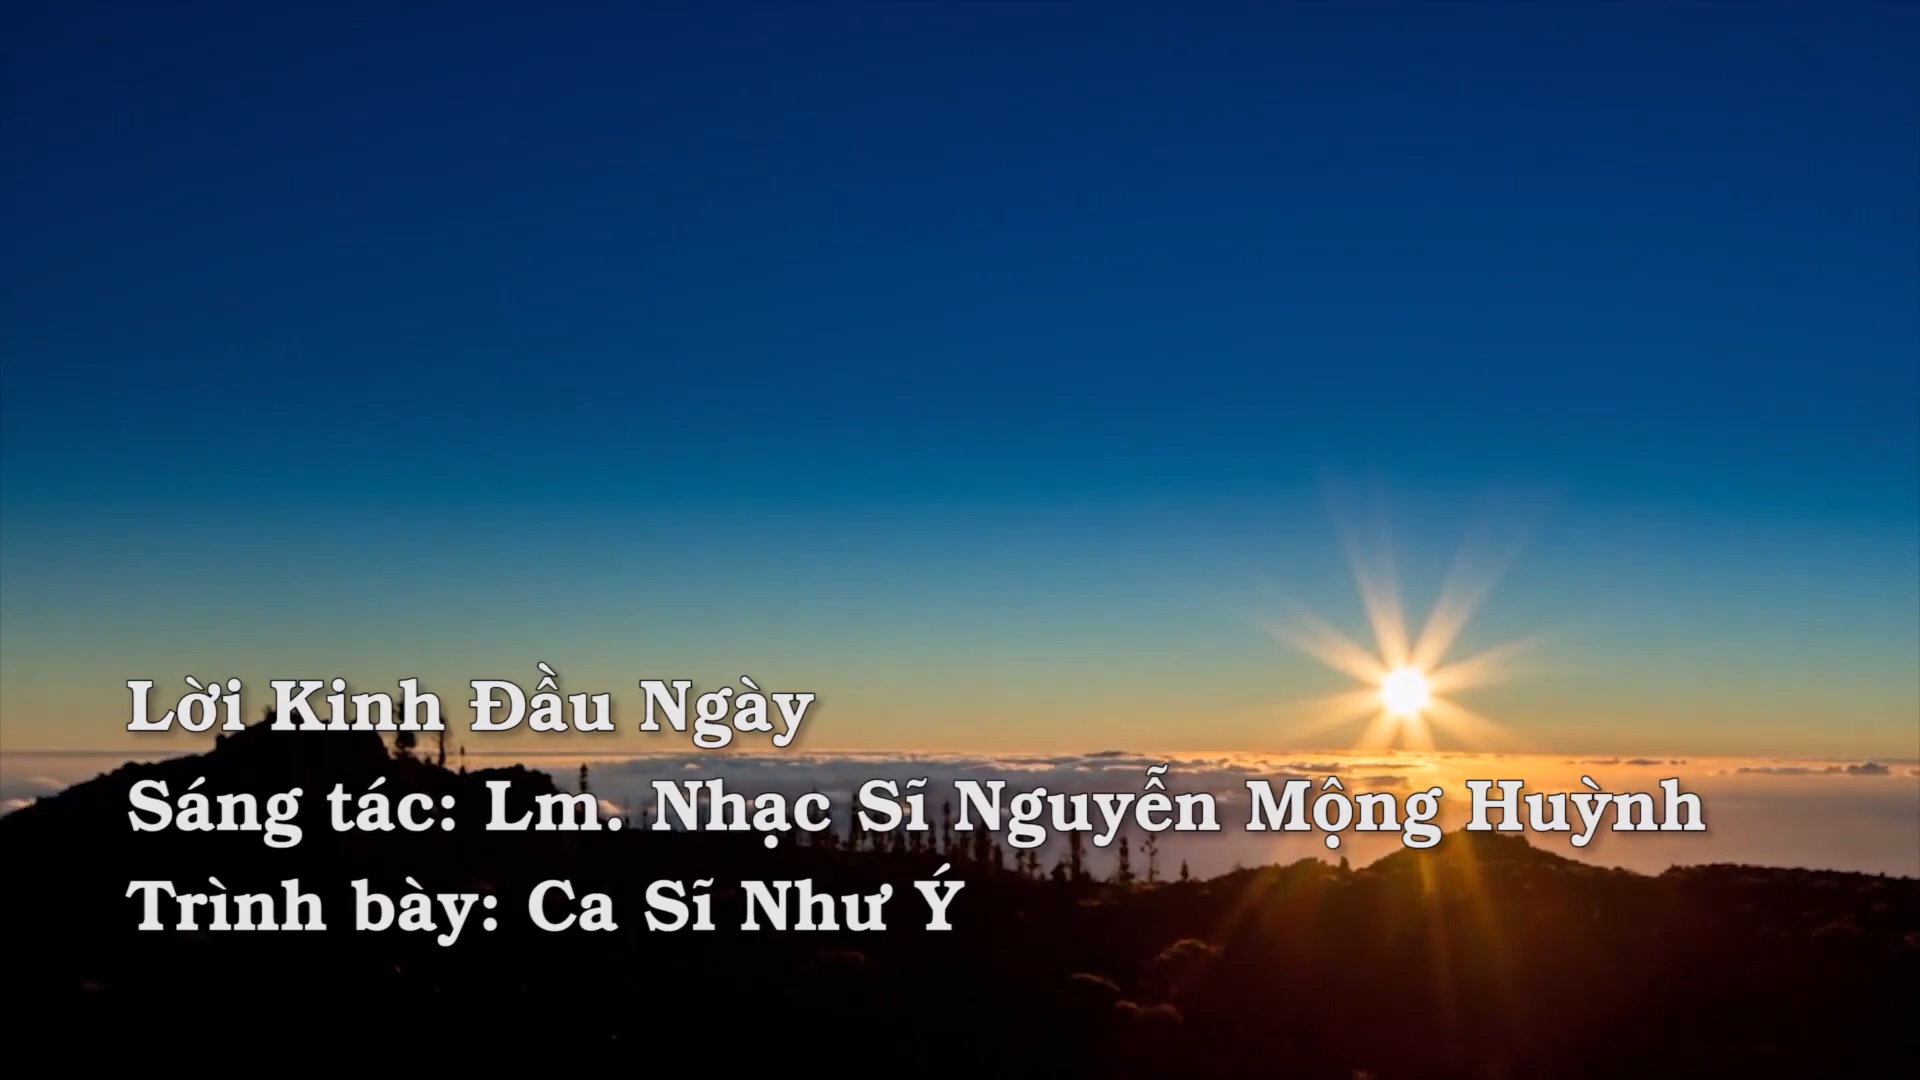 Lời Kinh Đầu Ngày
Sáng tác: Lm. Nhạc Sĩ Nguyễn Mộng Huỳnh
Trình bày: Ca Sĩ Như Ý